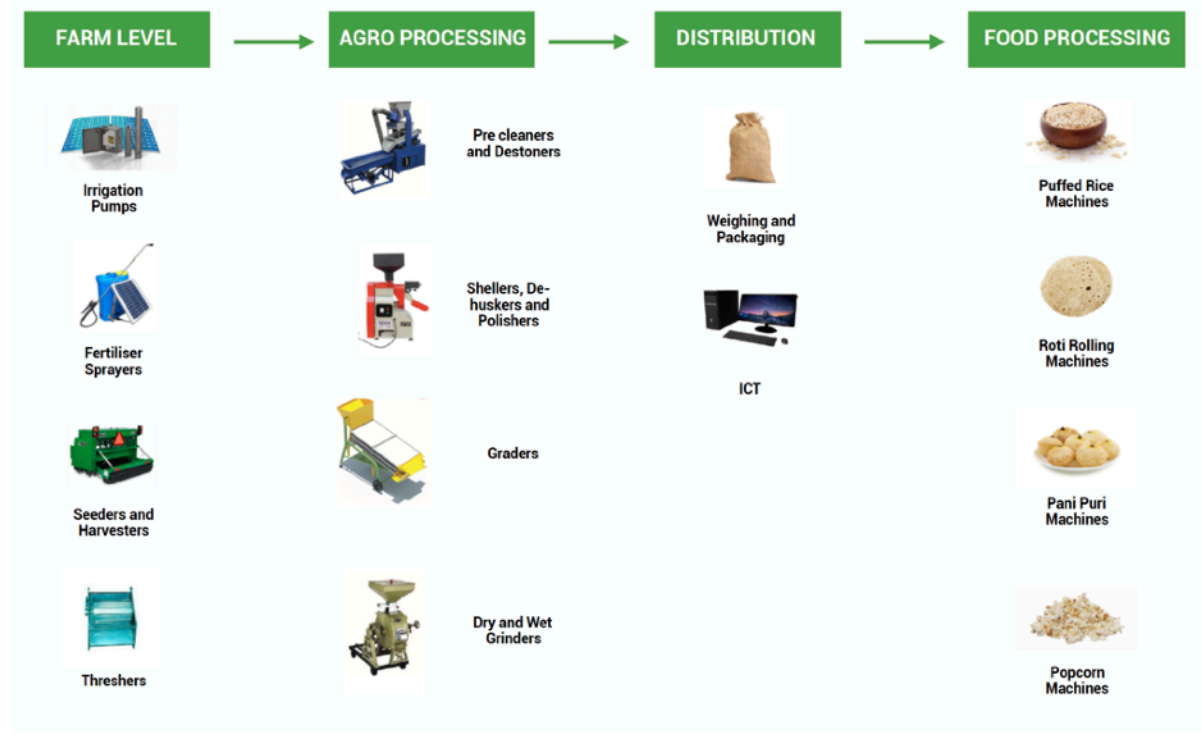 FARM LEVEL
AGRO PROCESSING
DISTRIBUTION
FOOD PROCESSING
Irrigation
Pumps
Fertiliser
Sprayers
Seeders and
Harvesters
Threshers
Pre cleaners
and Destoners
Shellers, De-
huskers and
Polishers
Graders
Dry and Wet
Grinders
Weighing and
Packaging
ICT
Puffed Rice
Machines
Roti Rolling
Machines
Pani Puri
Machines
Popcorn
Machines